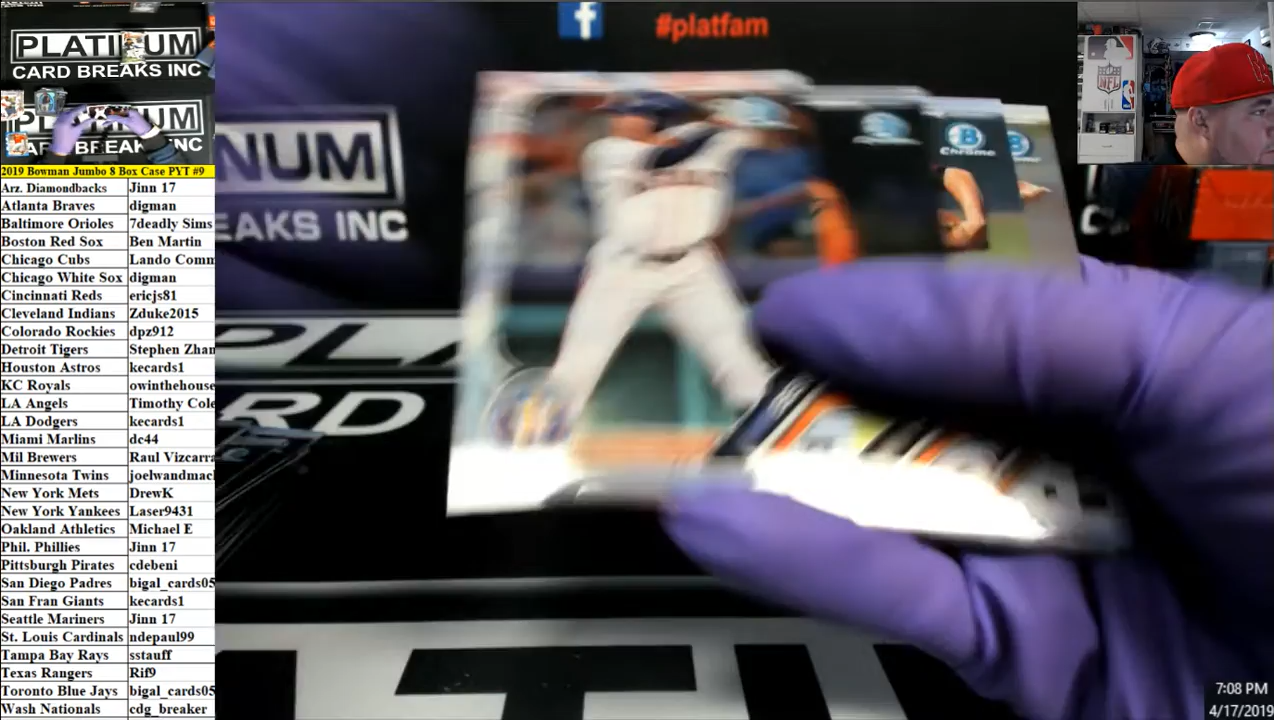 #platfam
PLATINUM
CARD BREAKS INC
PLATINUM
NUM
EAKS INC
Chrome
2019 Bowman Jumbo 8 Box Case PYT #9
Arz. Diamondbacks Jinn 17
Atlanta Braves digman
Baltimore Orioles 7deadly Sims
Boston Red Sox Ben Martin
Chicago Cubs Lando Comm
Chicago White Sox digman
Cincinnati Reds ericjs81
Cleveland Indians Zduke2015
Colorado Rockies dpz912
Detroit Tigers Stephen Zhan
Houston Astros kecards1
KC Royals owinthehouse
LA Angels Timothy Cole
LA Dodgers kecards1
Miami Marlins dc44
Mil Brewers Raul Vizcarra
Minnesota Twins joelwandmac
New York Mets DrewK
New York Yankees Laser9431
Oakland Athletics Michael E
Phil. Phillies Jinn 17
Pittsburgh Pirates cdebeni
San Diego Padres bigal_cards05
San Fran Giants kecards1
Seattle Mariners Jinn 17
St. Louis Cardinals ndepaul99
Tampa Bay Rays sstauff
Texas Rangers Rif9
Toronto Blue Jays bigal_cards05
Wash Nationals cdg_breaker
PLA
RD
7:08 PM
4/17/2019